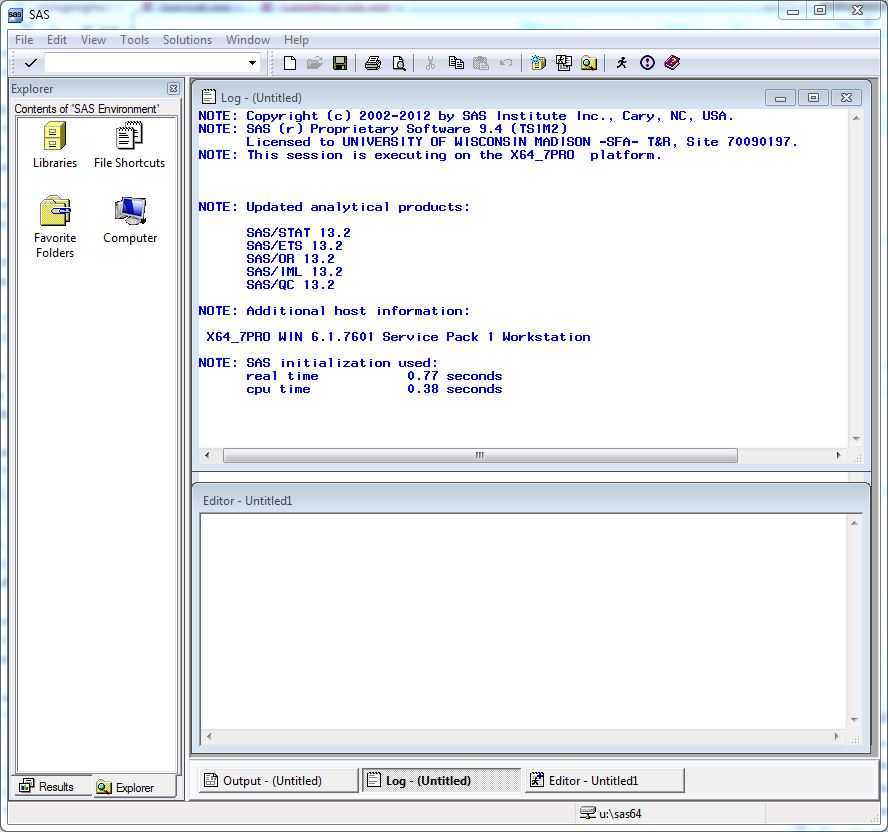 SAS
File Edit View Tools Solutions Window Help
Explorer
Contents of 'SAS Environment'
Libraries
File Shortcuts
Favorite
Folders
Computer
Results
Explorer
Log - (Untitled)
NOTE: Copyright (c) 2002-2012 by SAS Institute Inc., Cary, NC, USA.
NOTE: SAS (r) Proprietary Software 9.4 (TS1M2)
Licensed to UNIVERSITY OF WISCONSIN MADISON -SFA- T&R, Site 70090197.
NOTE: This session is executing on the X64_7PRO platform.
NOTE: Updated analytical products:
SAS/STAT 13.2
SAS/ETS 13.2
SAS/OR 13.2
SAS/IML 13.2
SAS/QC 13.2
NOTE: Additional host information:
X64_7PRO WIN 6.1.7601 Service Pack 1 Workstation
NOTE: SAS initialization used:
real time 0.77 seconds
cpu time 0.38 seconds
Editor - Untitled1
Output - (Untitled)
Log - (Untitled)
Editor - Untitled1
u:\sas64